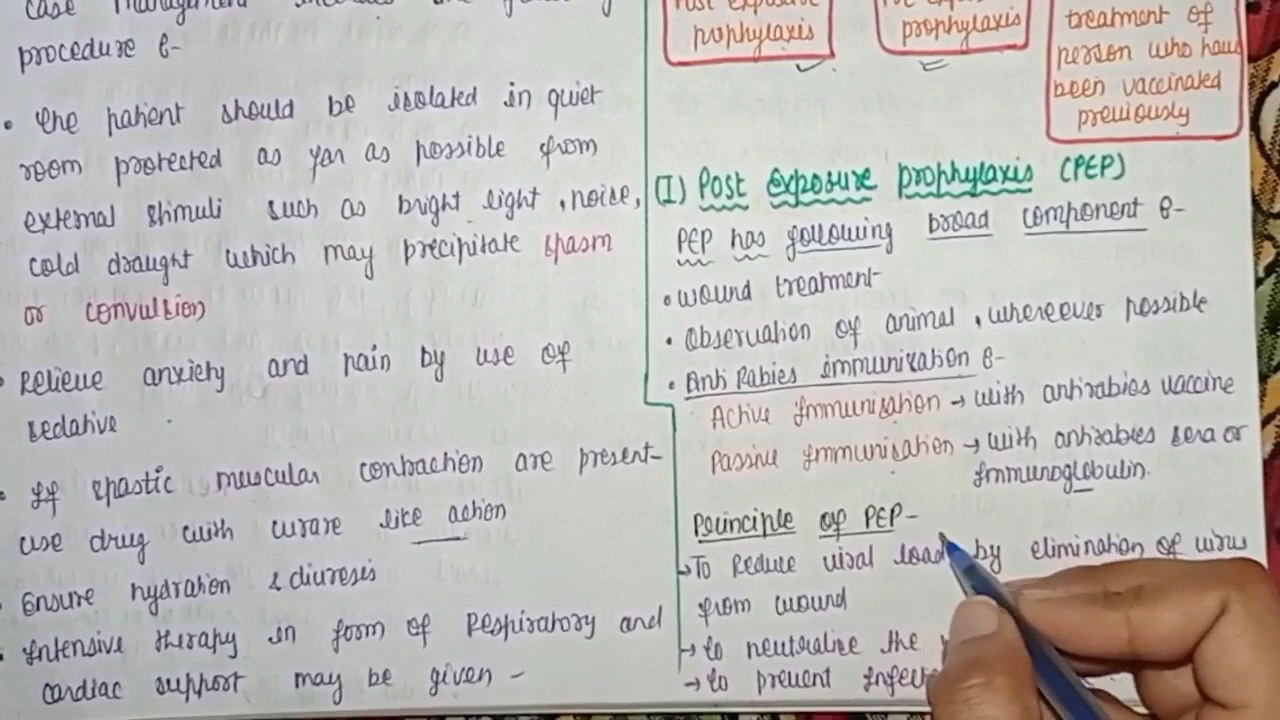 procedure :-
• the patient should be isolated in quiet
room protected as far as possible from
external stimuli such as bright light, noise,
cold draught which may precipitate spasm
or convulsion
• Relieve anxiety and pain by use of
sedative.
• If spastic muscular contraction are present
use drug with curare like action
• Ensure hydration & diuresis
• Intensive therapy in form of Respiratory and
cardiac support may be given -
prophylaxis
prophylaxis
treatment of
person who have
been vaccinated
previously
(I) Post Exposure prophylaxis (PEP)
PEP has following broad component :-
• wound treatment
• Observation of animal, whereever possible
• Anti Rabies immunization :-
Active Immunisation → with antirabies vaccine
Passive Immunisation → with antirabies sera or
Immunoglobulin.
Principle of PEP -
→ To Reduce viral load by elimination of virus
from wound
→ to neutralise the
→ to prevent